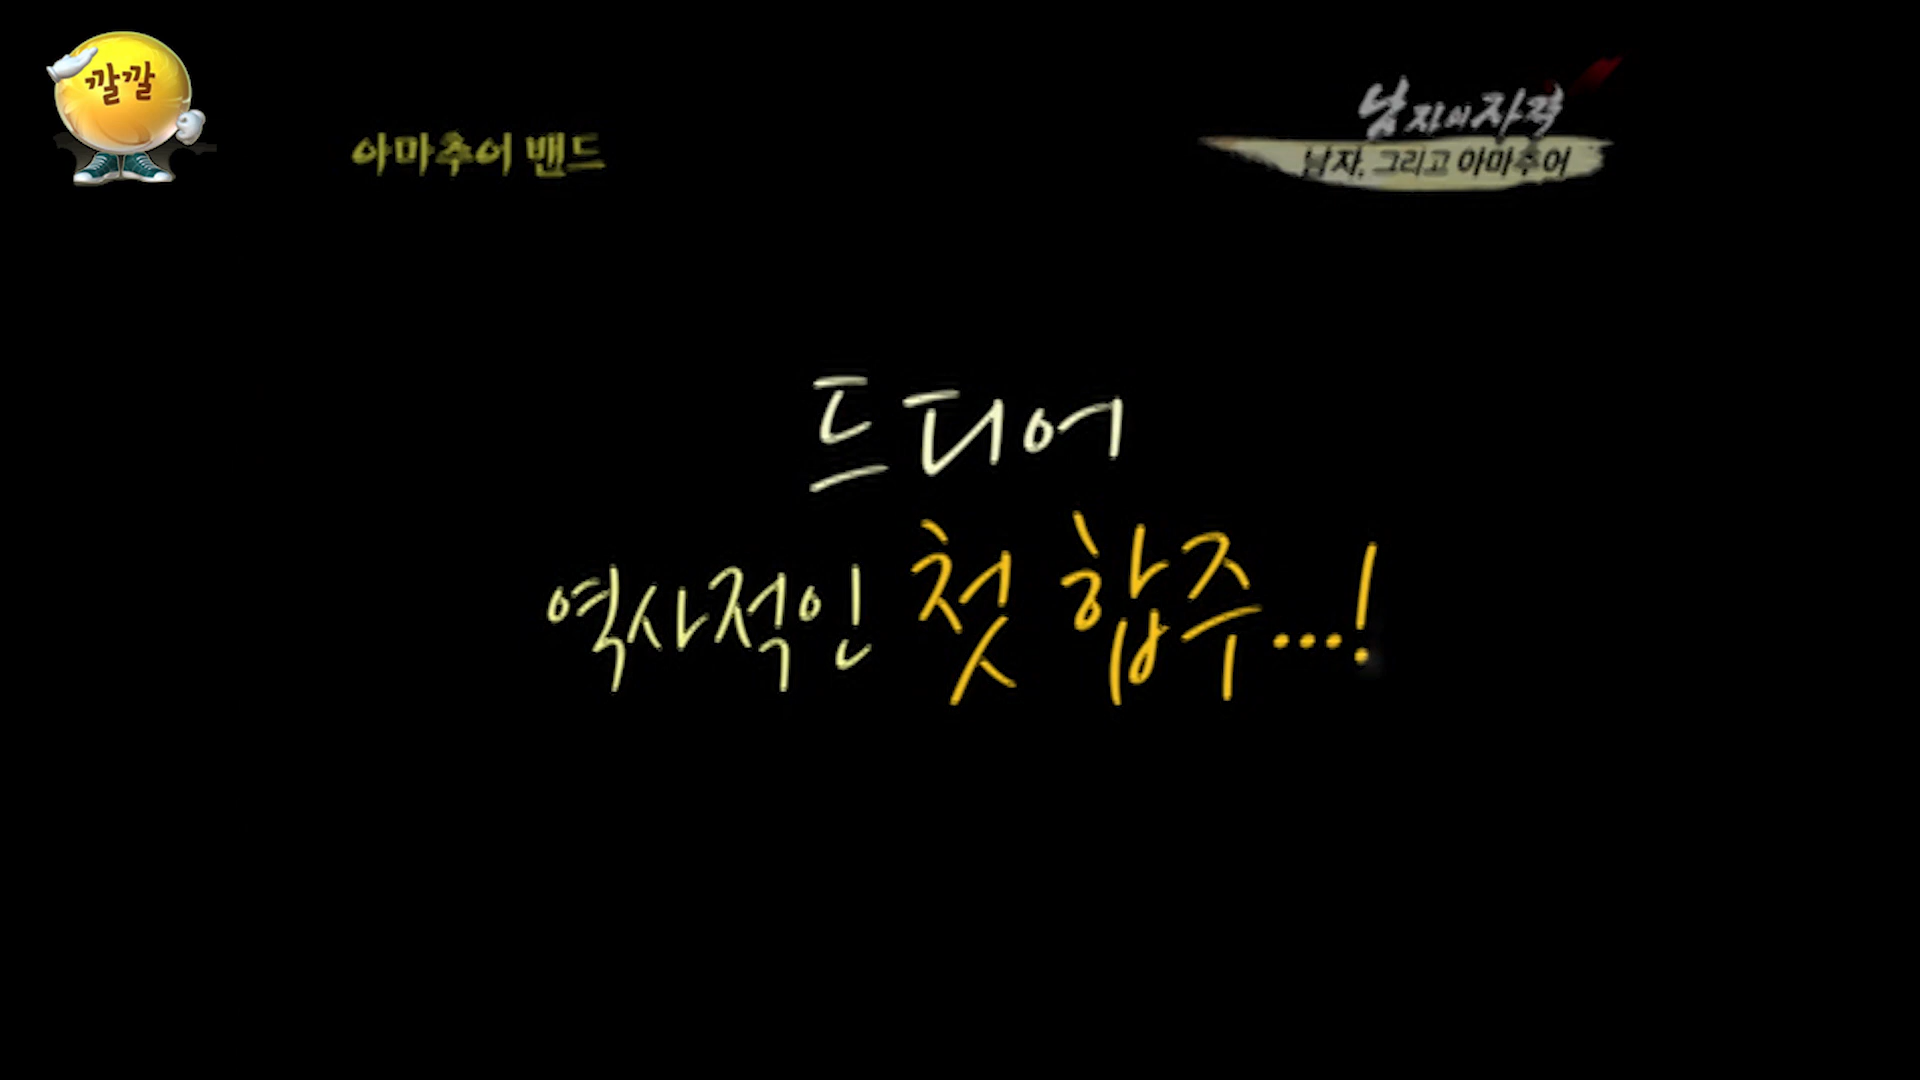 깔깔
아마추어 밴드
남자의 자격
남자, 그리고 아마추어
드디어
역사적인 첫 합주...!